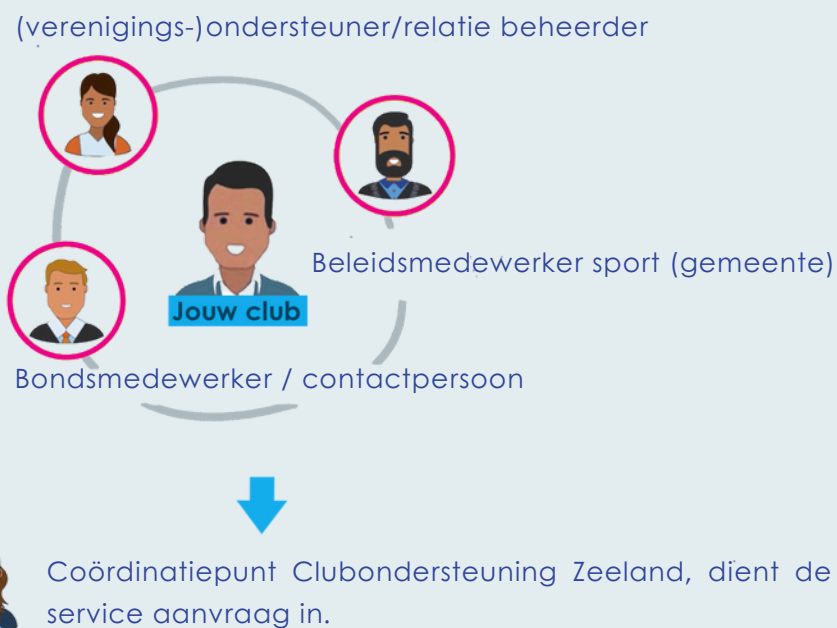 (verenigings-)ondersteuner/relatie beheerder
Beleidsmedewerker sport (gemeente)
Jouw club
Bondsmedewerker / contactpersoon
Coördinatiepunt Clubondersteuning Zeeland, dient de
service aanvraag in.